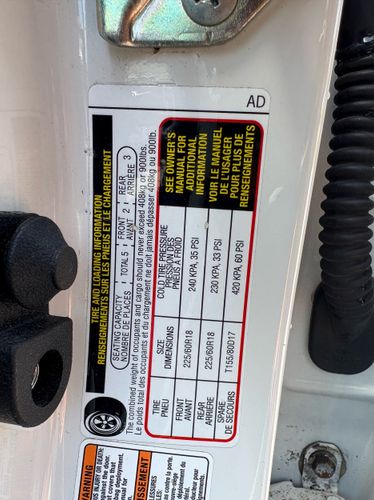 AD
TIRE AND LOADING INFORMATION
RENSEIGNEMENTS SUR LES PNEUS ET LE CHARGEMENT
SEATING CAPACITY TOTAL 5 FRONT 2 REAR 3
NOMBRE DE PLACES AVANT ARRIÈRE
The combined weight of occupants and cargo should never exceed 408kg or 900lbs.
Le poids total des occupants et du chargement ne doit jamais dépasser 408kg ou 900lb.
TIRE SIZE COLD TIRE PRESSURE
PNEU DIMENSIONS PRESSION DES
PNEUS À FROID
FRONT 225/60R18 240 KPA, 35 PSI
AVANT
REAR 225/60R18 230 KPA, 33 PSI
ARRIÈRE
SPARE T155/80D17 420 KPA, 60 PSI
DE SECOURS
SEE OWNER'S
MANUAL FOR
ADDITIONAL
INFORMATION
VOIR LE MANUEL
DE L'USAGER
POUR PLUS DE
RENSEIGNEMENTS
WARNING